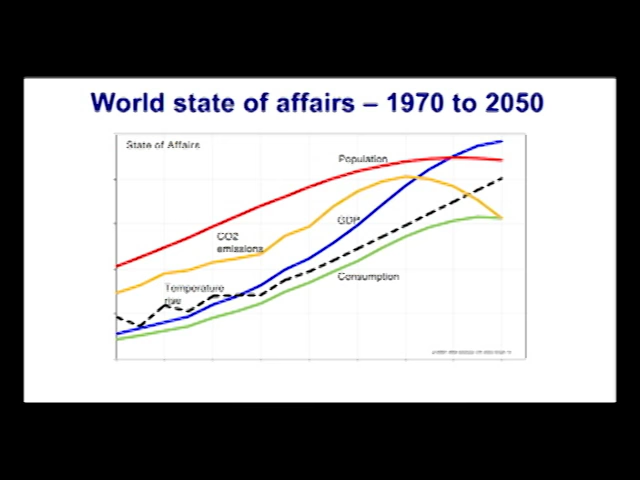 World state of affairs – 1970 to 2050
State of Affairs
Population
GDP
CO2
emissions
Consumption
Temperature
rise